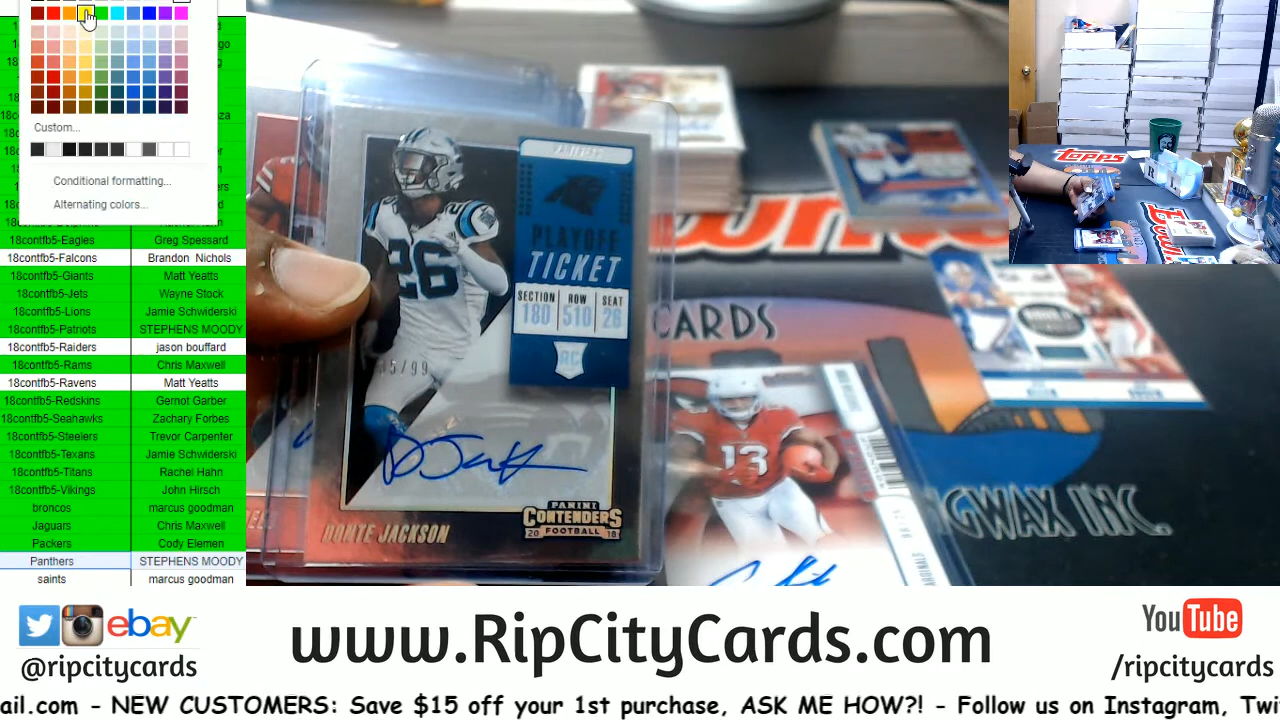 Custom...
Conditional formatting...
Alternating colors...
18contfb5-Eagles Greg Spessard
18contfb5-Falcons Brandon Nichols
18contfb5-Giants Matt Yeatts
18contfb5-Jets Wayne Stock
18contfb5-Lions Jamie Schwiderski
18contfb5-Patriots STEPHENS MOODY
18contfb5-Raiders jason bouffard
18contfb5-Rams Chris Maxwell
18contfb5-Ravens Matt Yeatts
18contfb5-Redskins Gernot Garber
18contfb5-Seahawks Zachary Forbes
18contfb5-Steelers Trevor Carpenter
18contfb5-Texans Jamie Schwiderski
18contfb5-Titans Rachel Hahn
18contfb5-Vikings John Hirsch
broncos marcus goodman
Jaguars Chris Maxwell
Packers Cody Elemen
Panthers STEPHENS MOODY
saints marcus goodman
PLAYOFF
TICKET
SECTION ROW SEAT
180 510 26
RC
26
/99
DONTE JACKSON
PANINI
CONTENDERS
20 FOOTBALL 18
CARDS
13
GWAX INC.
topps
ebay
@ripcitycards
www.RipCityCards.com
YouTube
/ripcitycards
ail.com - NEW CUSTOMERS: Save $15 off your 1st purchase, ASK ME HOW?! - Follow us on Instagram, Twi